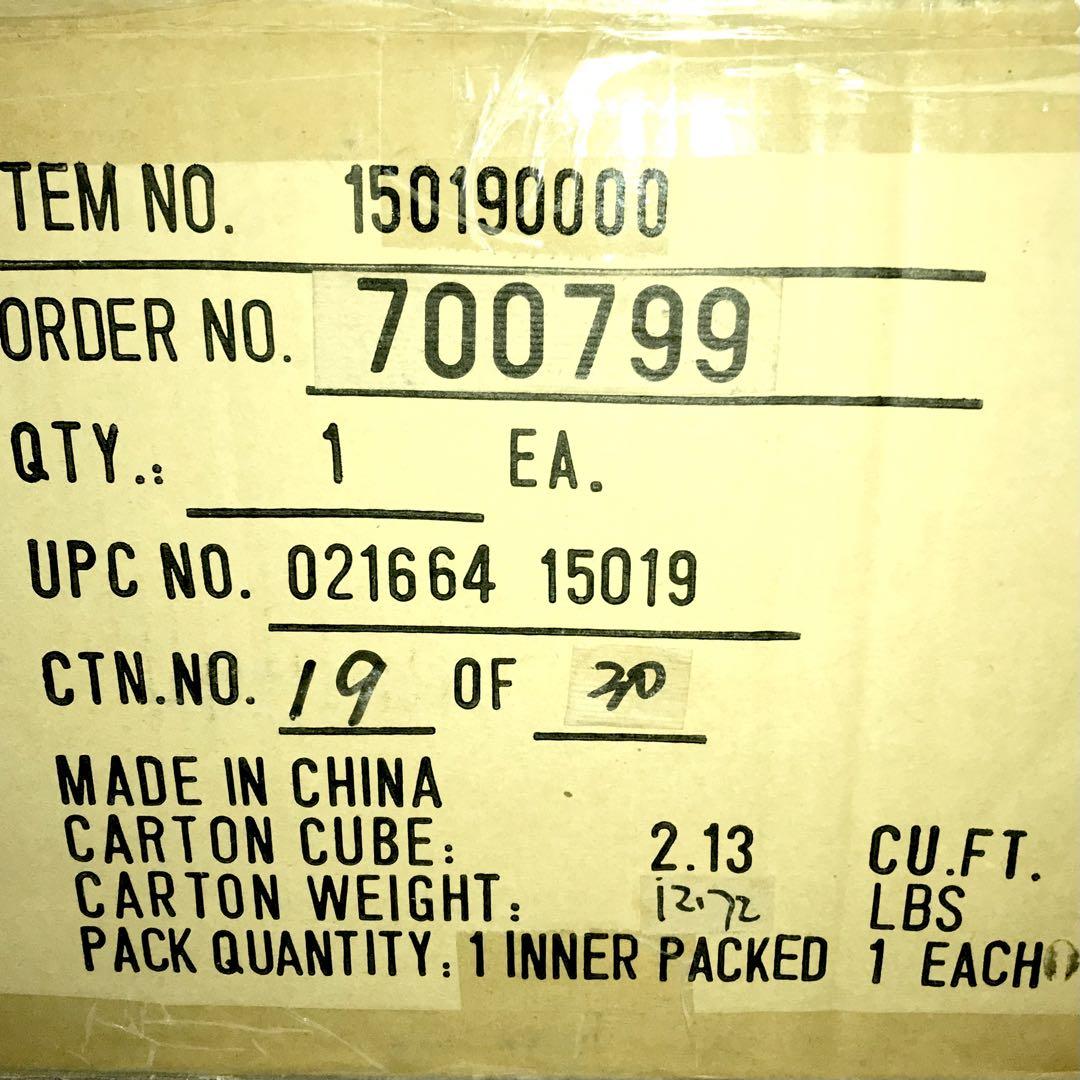 TEM NO. 150190000
ORDER NO. 700799
QTY.: 1 EA.
UPC NO. 021664 15019
CTN.NO. 19 OF 30
MADE IN CHINA
CARTON CUBE: 2.13 CU.FT.
CARTON WEIGHT: 12.72 LBS
PACK QUANTITY: 1 INNER PACKED 1 EACH